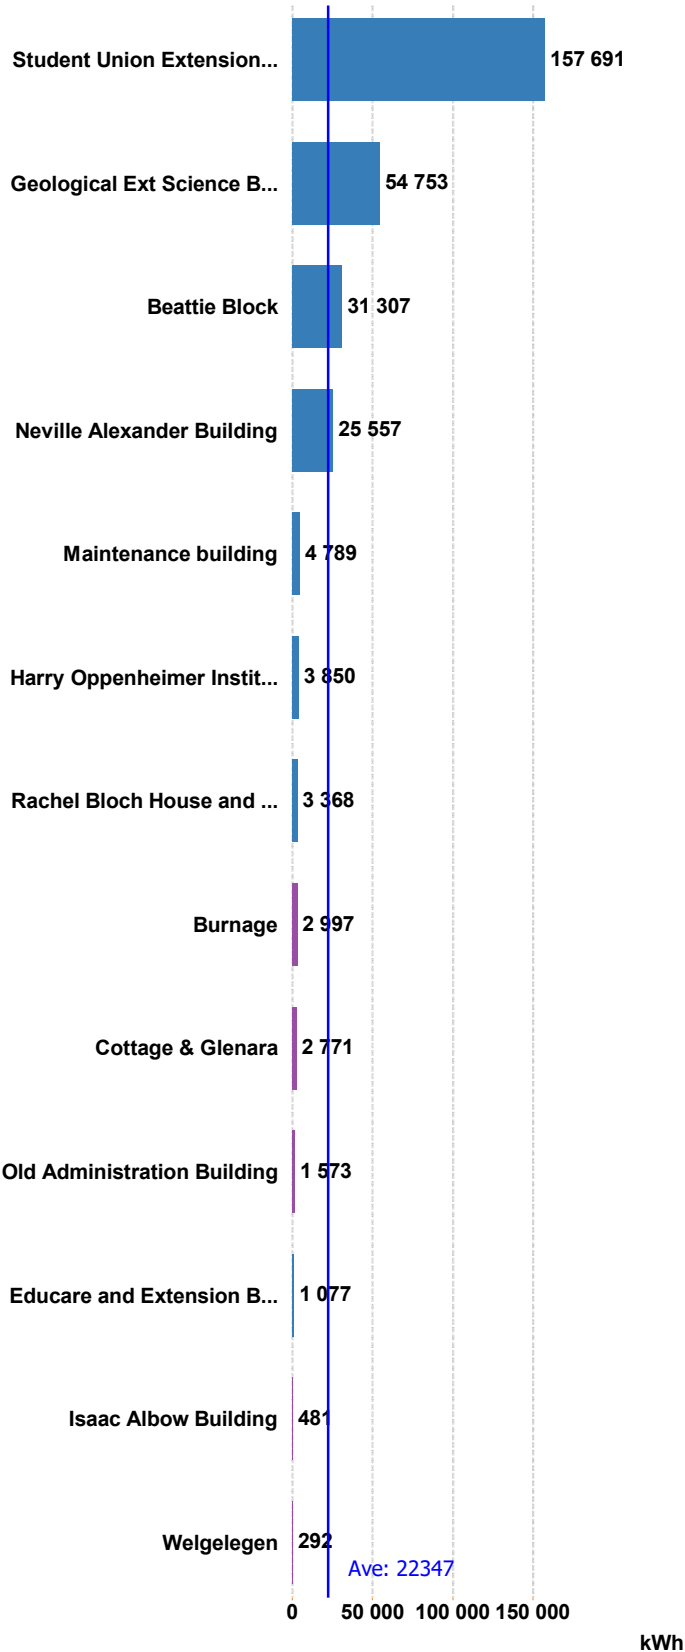 Student Union Extension... 157 691
Geological Ext Science B... 54 753
Beattie Block 31 307
Neville Alexander Building 25 557
Maintenance building 4 789
Harry Oppenheimer Instit... 3 850
Rachel Bloch House and ... 3 368
Burnage 2 997
Cottage & Glenara 2 771
Old Administration Building 1 573
Educare and Extension B... 1 077
Isaac Albow Building 481
Welgelegen 292
Ave: 22347
0 50 000 100 000 150 000
kWh